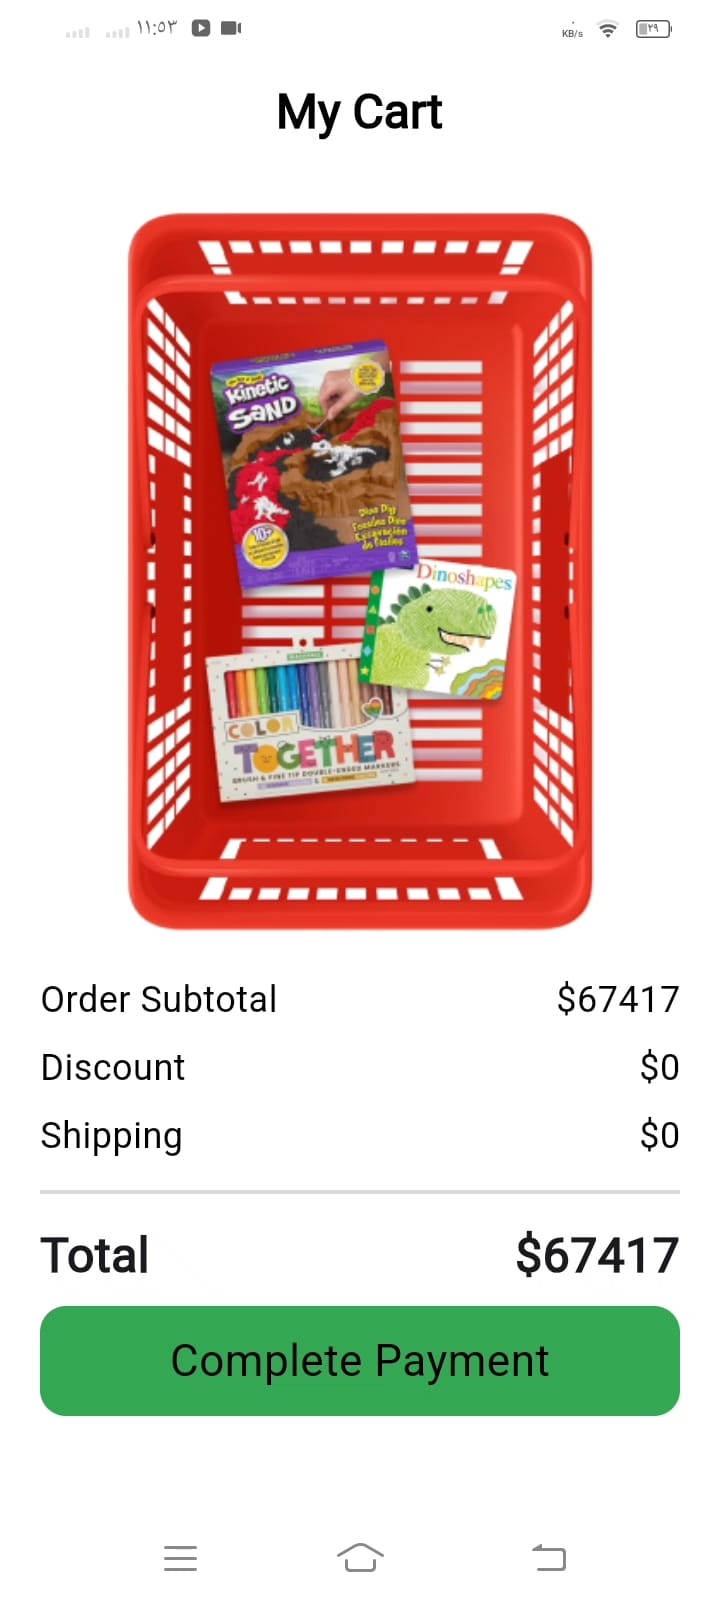 ١١:٥٣
KB/s
٢٩
My Cart
Kinetic
SAND
Dino Dig
10+
Dinoshapes
COLOR
TOGETHER
BRUSH & FINE TIP DOUBLE-ENDED MARKERS
Order Subtotal $67417
Discount $0
Shipping $0
Total $67417
Complete Payment